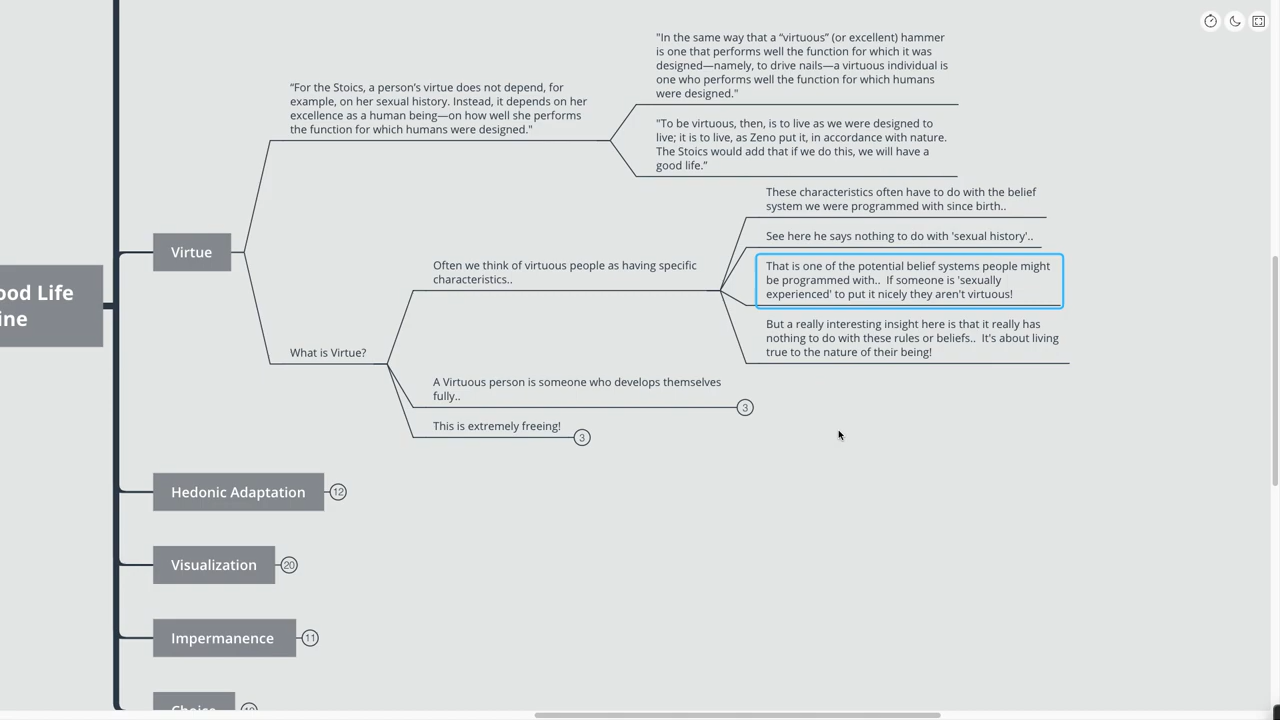 "In the same way that a “virtuous” (or excellent) hammer
is one that performs well the function for which it was
designed—namely, to drive nails—a virtuous individual is
one who performs well the function for which humans
were designed."
“For the Stoics, a person’s virtue does not depend, for
example, on her sexual history. Instead, it depends on her
excellence as a human being—on how well she performs
the function for which humans were designed."
"To be virtuous, then, is to live as we were designed to
live; it is to live, as Zeno put it, in accordance with nature.
The Stoics would add that if we do this, we will have a
good life.”
These characteristics often have to do with the belief
system we were programmed with since birth..
See here he says nothing to do with 'sexual history'..
Virtue
Often we think of virtuous people as having specific
characteristics..
That is one of the potential belief systems people might
be programmed with..  If someone is 'sexually
experienced' to put it nicely they aren't virtuous!
ood Life
ine
But a really interesting insight here is that it really has
nothing to do with these rules or beliefs..  It's about living
true to the nature of their being!
What is Virtue?
A Virtuous person is someone who develops themselves
fully..
3
This is extremely freeing!
3
Hedonic Adaptation
12
Visualization
20
Impermanence
11
Choice